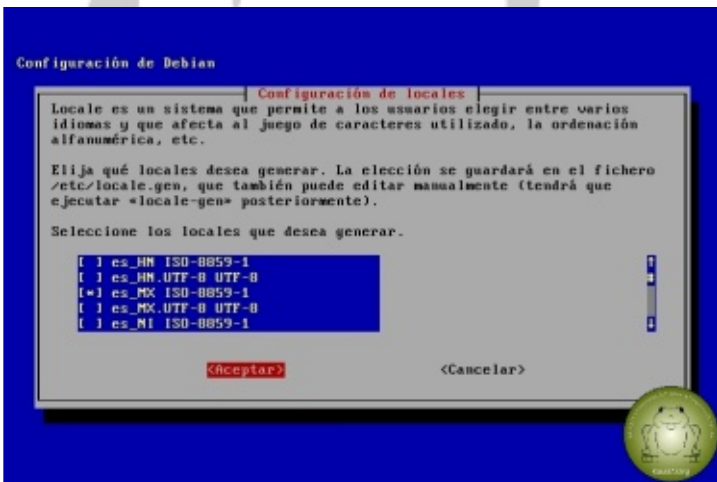 Configuración de Debian
Configuración de locales
Locale es un sistema que permite a los usuarios elegir entre varios
idiomas y que afecta al juego de caracteres utilizado, la ordenación
alfanumérica, etc.
Elija qué locales desea generar. La elección se guardará en el fichero
/etc/locale.gen, que también puede editar manualmente (tendrá que
ejecutar «locale-gen» posteriormente).
Seleccione los locales que desea generar.
[ ] es_HN ISO-8859-1
[ ] es_HN.UTF-8 UTF-8
[*] es_MX ISO-8859-1
[ ] es_MX.UTF-8 UTF-8
[ ] es_NI ISO-8859-1
<Aceptar> <Cancelar>